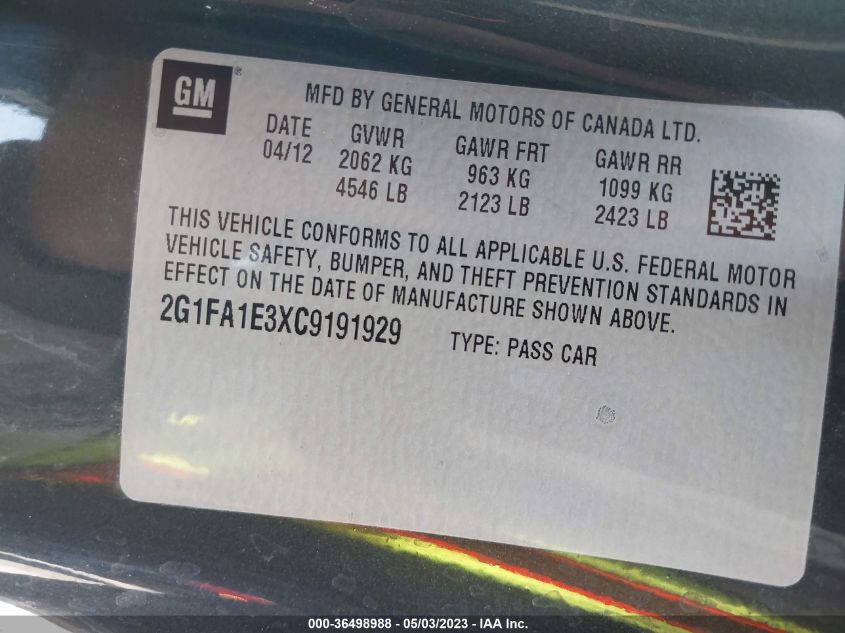 GM ®
MFD BY GENERAL MOTORS OF CANADA LTD.
DATE GVWR GAWR FRT GAWR RR
04/12 2062 KG 963 KG 1099 KG
4546 LB 2123 LB 2423 LB
THIS VEHICLE CONFORMS TO ALL APPLICABLE U.S. FEDERAL MOTOR
VEHICLE SAFETY, BUMPER, AND THEFT PREVENTION STANDARDS IN
EFFECT ON THE DATE OF MANUFACTURE SHOWN ABOVE.
2G1FA1E3XC9191929 TYPE: PASS CAR
000-36498988 - 05/03/2023 - IAA Inc.